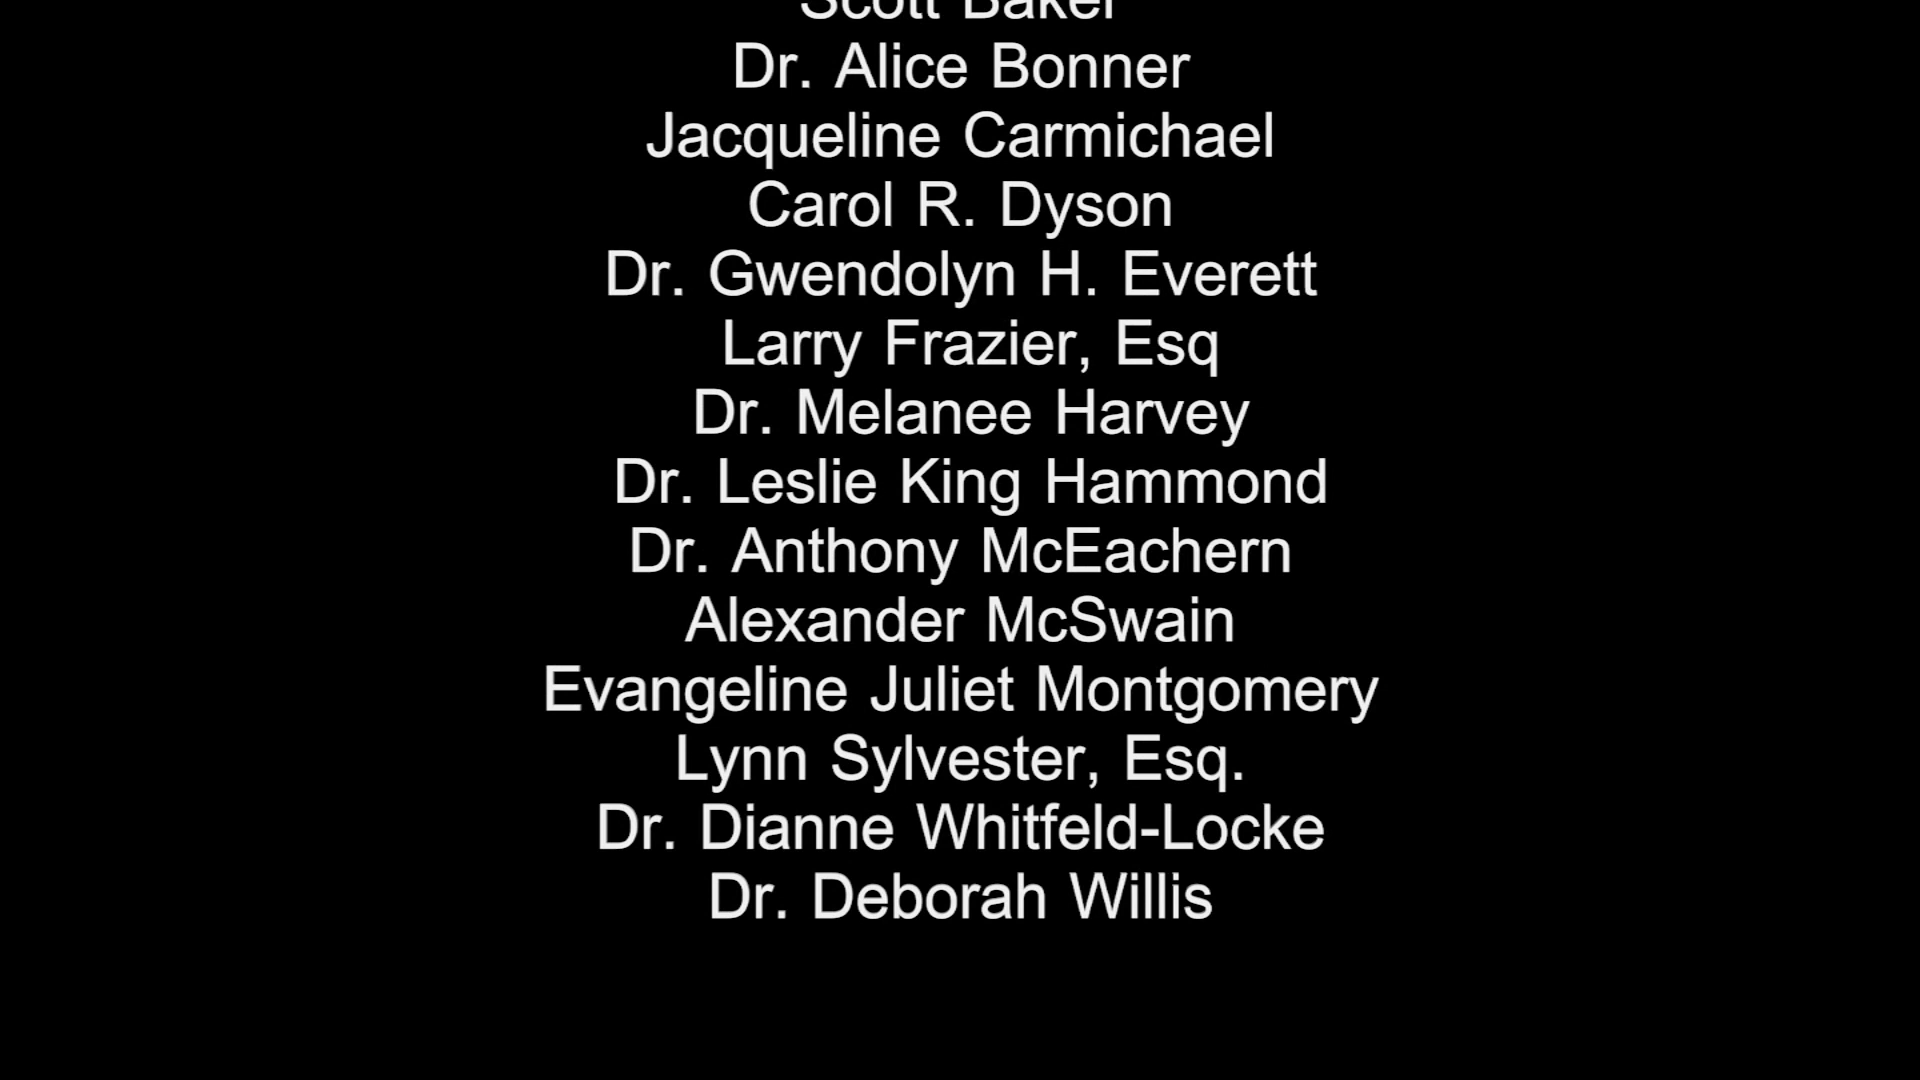 Scott Baker
Dr. Alice Bonner
Jacqueline Carmichael
Carol R. Dyson
Dr. Gwendolyn H. Everett
Larry Frazier, Esq
Dr. Melanee Harvey
Dr. Leslie King Hammond
Dr. Anthony McEachern
Alexander McSwain
Evangeline Juliet Montgomery
Lynn Sylvester, Esq.
Dr. Dianne Whitfeld-Locke
Dr. Deborah Willis